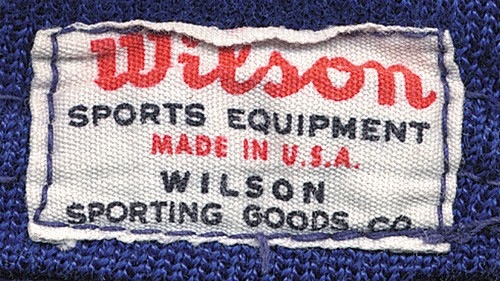 Wilson
SPORTS EQUIPMENT
MADE IN U.S.A.
WILSON
SPORTING GOODS CO